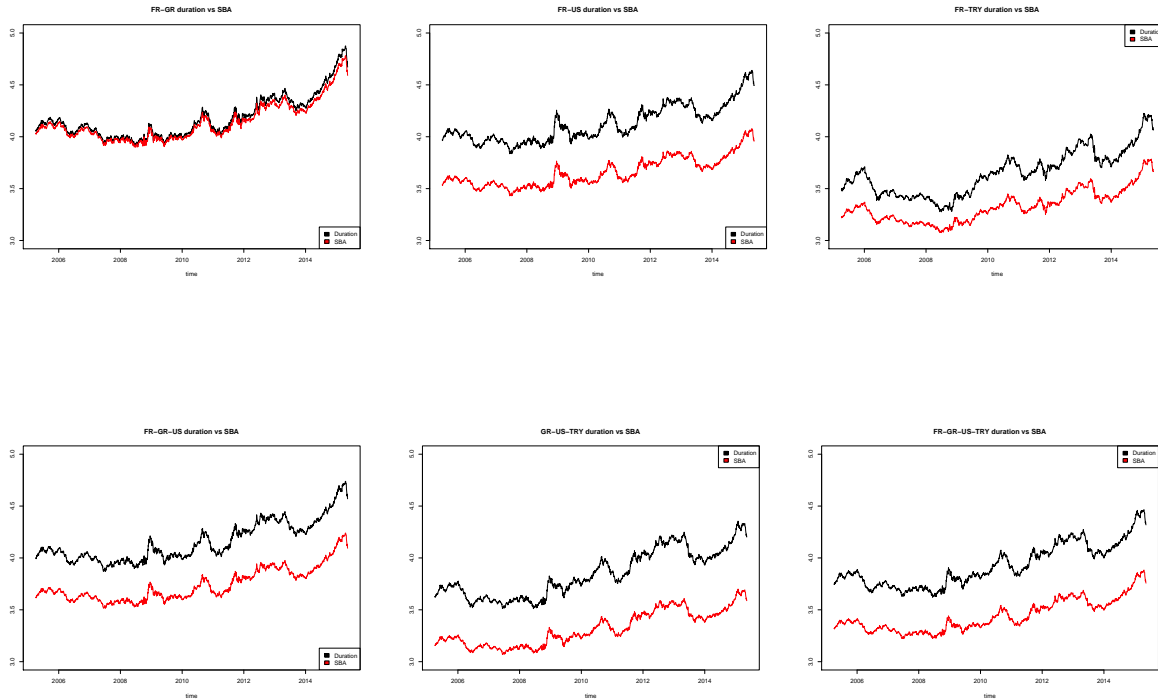 FR−GR duration vs SBA
5.0
4.5
4.0
3.5
3.0
Duration
SBA
2006 2008 2010 2012 2014
time
FR−US duration vs SBA
5.0
4.5
4.0
3.5
3.0
Duration
SBA
2006 2008 2010 2012 2014
time
FR−TRY duration vs SBA
Duration
SBA
5.0
4.5
4.0
3.5
3.0
2006 2008 2010 2012 2014
time
FR−GR−US duration vs SBA
5.0
4.5
4.0
3.5
3.0
Duration
SBA
2006 2008 2010 2012 2014
time
GR−US−TRY duration vs SBA
Duration
SBA
5.0
4.5
4.0
3.5
3.0
2006 2008 2010 2012 2014
time
FR−GR−US−TRY duration vs SBA
Duration
SBA
5.0
4.5
4.0
3.5
3.0
2006 2008 2010 2012 2014
time